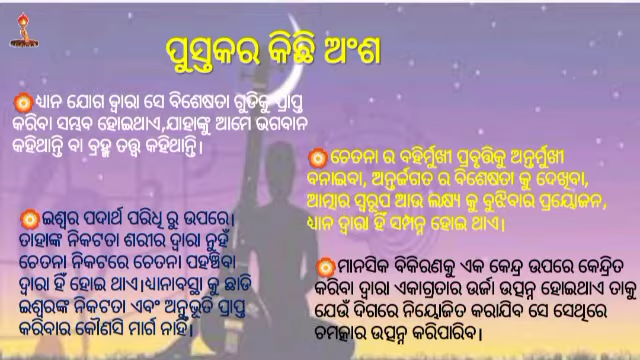 ପୁସ୍ତକର କିଛି ଅଂଶ
ଧ୍ୟାନ ଯୋଗ ଦ୍ୱାରା ସେ ବିଶେଷତା ଗୁଡିକୁ ପ୍ରାପ୍ତ
କରିବା ସମ୍ଭବ ହୋଇଥାଏ,ଯାହାଙ୍କୁ ଆମେ ଭଗବାନ
କହିଥାନ୍ତି ବା ବ୍ରହ୍ମ ତତ୍ତ୍ୱ କହିଥାନ୍ତି।
ଚେତନା ର ବହିର୍ମୁଖୀ ପ୍ରବୃତ୍ତିକୁ ଅନ୍ତର୍ମୁଖୀ
ବନାଇବା, ଅନ୍ତର୍ଜଗତ ର ବିଶେଷତା କୁ ଦେଖିବା,
ଆତ୍ମାର ସ୍ୱରୂପ ଆଉ ଲକ୍ଷ୍ୟ କୁ ବୁଝିବାର ପ୍ରୟୋଜନ,
ଧ୍ୟାନ ଦ୍ୱାରା ହିଁ ସମ୍ପନ୍ନ ହୋଇ ଥାଏ।
ଇଶ୍ୱର ପଦାର୍ଥ ପରିଧି ରୁ ଉପରେ।
ତାହାଙ୍କ ନିକଟତା ଶରୀର ଦ୍ୱାରା ନୁହଁ
ଚେତନା ନିକଟରେ ଚେତନା ପହଞ୍ଚିବା
ଦ୍ୱାରା ହିଁ ହୋଇ ଥାଏ।ଧ୍ୟାନାବସ୍ଥା କୁ ଛାଡି
ଇଶ୍ୱରଙ୍କ ନିକଟତା ଏବଂ ଅନୁଭୂତି ପ୍ରାପ୍ତ
କରିବାର କୌଣସି ମାର୍ଗ ନାହିଁ।
ମାନସିକ ବିକିରଣକୁ ଏକ କେନ୍ଦ୍ର ଉପରେ କେନ୍ଦ୍ରିତ
କରିବା ଦ୍ୱାରା ଏକାଗ୍ରତାର ଉର୍ଜା ଉତ୍ପନ୍ନ ହୋଇଥାଏ ତାକୁ
ଯେଉଁ ଦିଗରେ ନିୟୋଜିତ କରାଯିବ ସେ ସେଥିରେ
ଚମତ୍କାର ଉତ୍ପନ୍ନ କରିପାରିବ।